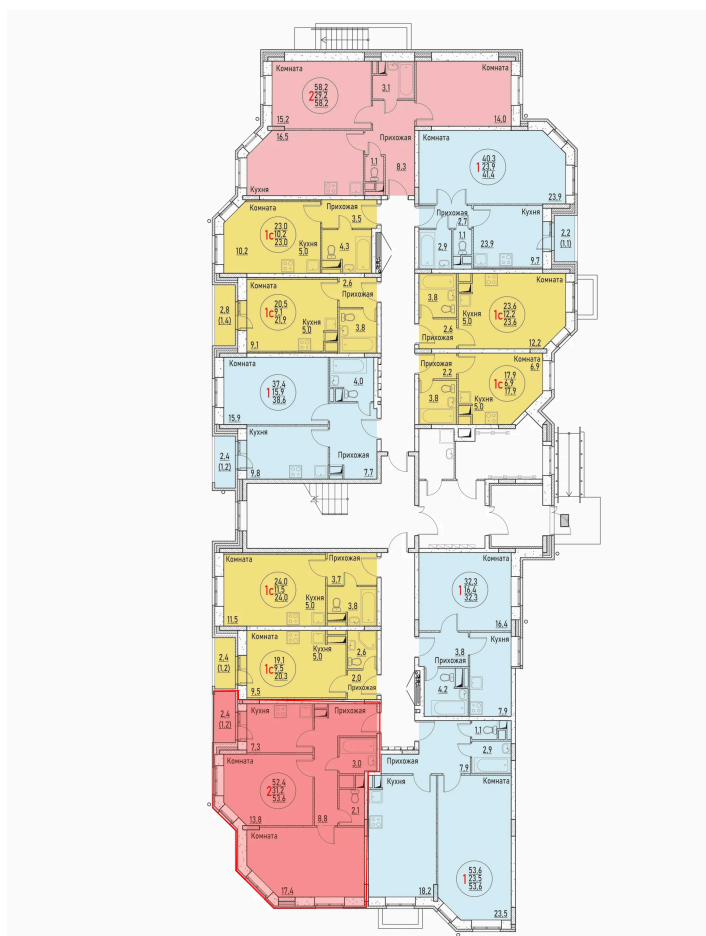 Комната
2
58.2
29.2
58.2
15.2
3.1
Комната
14.0
16.5
Кухня
Прихожая
1.1
8.3
Комната
1
40.3
23.9
41.4
23.9
Комната
1с
23.0
10.2
23.0
10.2
Кухня
5.0
Прихожая
3.5
4.3
2.7
2.9
1.1
23.9
Кухня
9.7
2.2
(1.1)
2.8
(1.4)
Комната
1с
20.5
9.1
21.9
9.1
Кухня
5.0
2.6
Прихожая
3.8
3.8
2.6
Прихожая
Кухня
5.0
Комната
1с
23.6
12.2
23.6
12.2
Комната
1
37.4
15.9
38.6
15.9
4.0
Прихожая
2.2
3.8
Кухня
5.0
Комната
6.9
1с
17.9
6.9
17.9
2.4
(1.2)
Кухня
9.8
Прихожая
7.7
Комната
1с
24.0
11.5
24.0
11.5
Кухня
5.0
Прихожая
3.7
3.8
Комната
1
32.3
16.4
32.3
16.4
2.4
(1.2)
Комната
1с
19.1
9.5
20.3
9.5
Кухня
5.0
2.6
2.0
Прихожая
3.8
Прихожая
4.2
Кухня
7.9
2.4
(1.2)
Кухня
7.3
Прихожая
3.0
Комната
2
52.4
31.2
53.6
13.8
8.8
2.1
Комната
17.4
1.1
2.9
Прихожая
7.9
Кухня
18.2
Комната
1
53.6
23.5
53.6
23.5